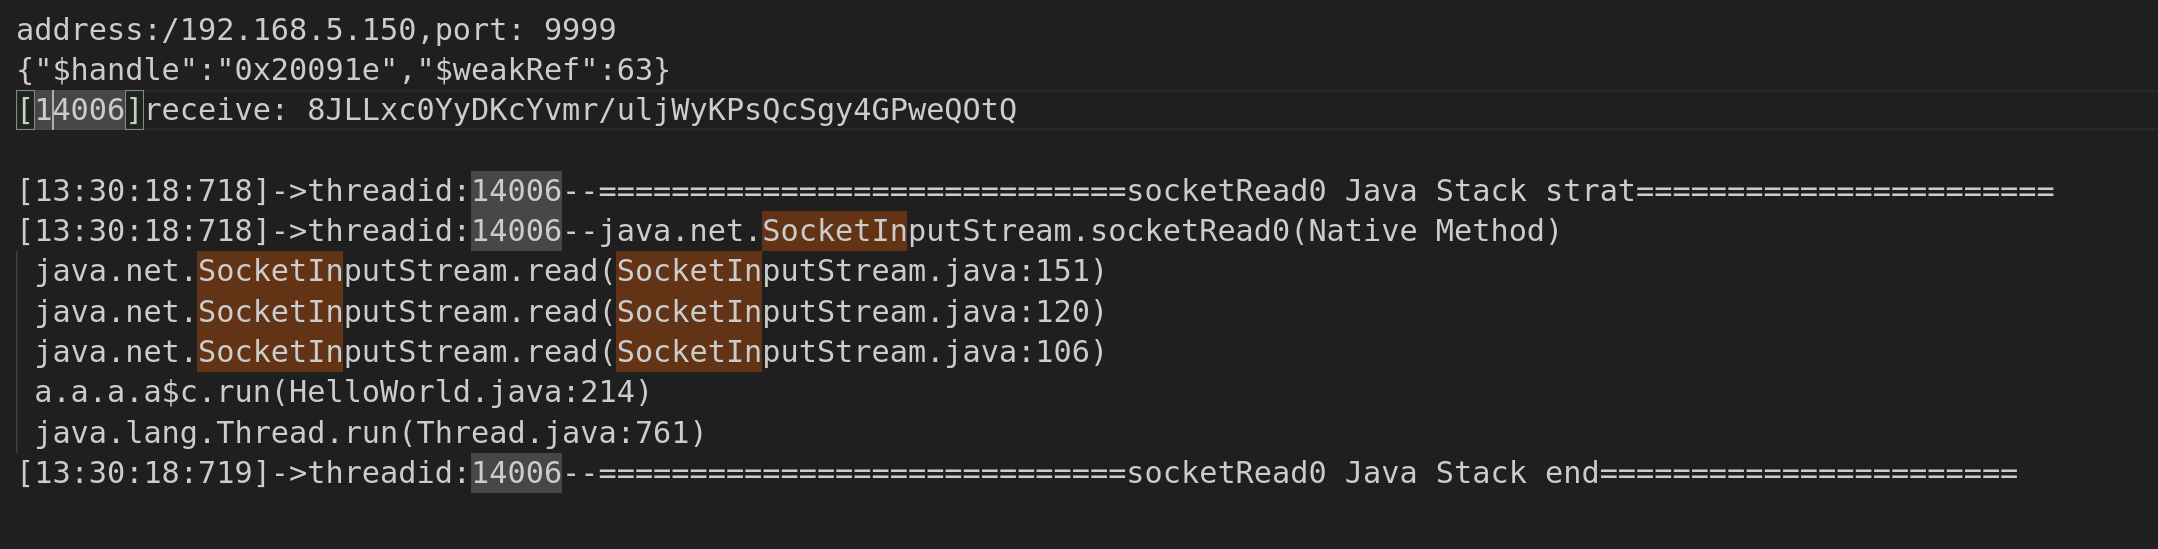 address:/192.168.5.150,port: 9999
{"$handle":"0x20091e","$weakRef":63}
[14006]receive: 8JLLxc0YyDKcYvmr/uljWyKPsQcSgy4GPweQOtQ
[13:30:18:718]->threadid:14006--=============================socketRead0 Java Stack strat=======================
[13:30:18:718]->threadid:14006--java.net.SocketInputStream.socketRead0(Native Method)
java.net.SocketInputStream.read(SocketInputStream.java:151)
java.net.SocketInputStream.read(SocketInputStream.java:120)
java.net.SocketInputStream.read(SocketInputStream.java:106)
a.a.a.a$c.run(HelloWorld.java:214)
java.lang.Thread.run(Thread.java:761)
[13:30:18:719]->threadid:14006--=============================socketRead0 Java Stack end=======================